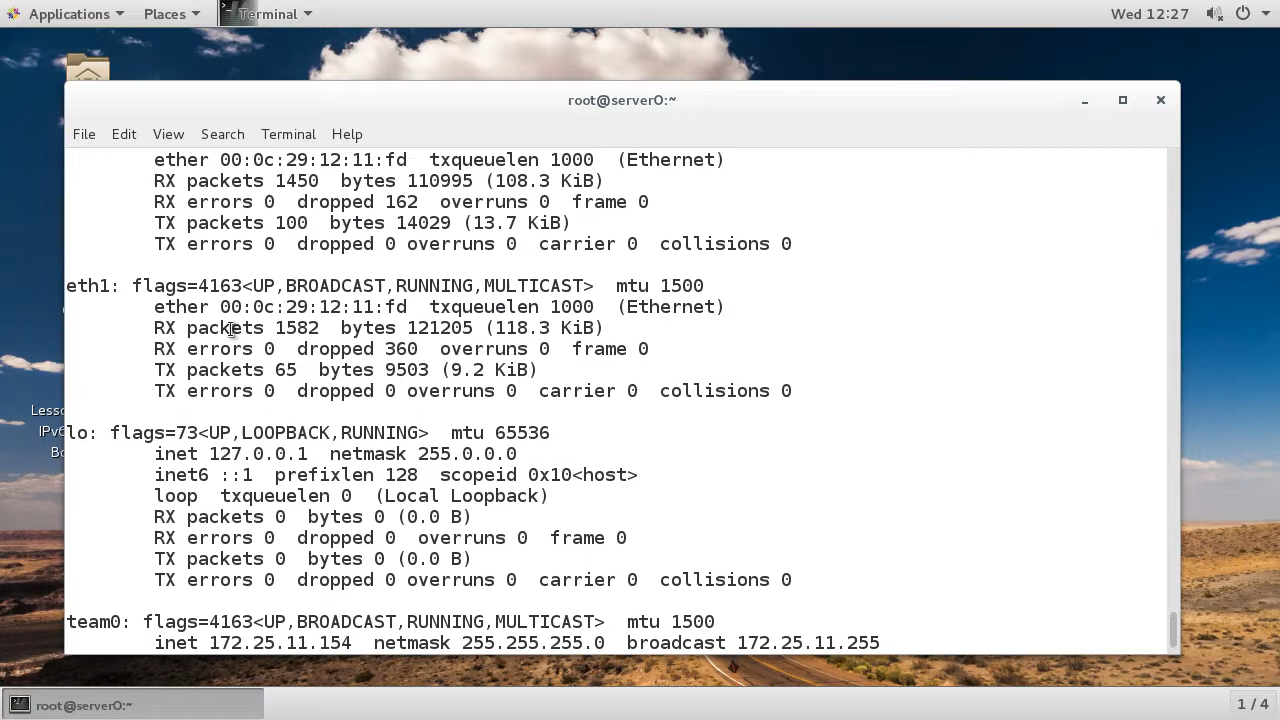 Applications Places Terminal Wed 12:27
root@server0:~
File Edit View Search Terminal Help
ether 00:0c:29:12:11:fd txqueuelen 1000 (Ethernet)
RX packets 1450 bytes 110995 (108.3 KiB)
RX errors 0 dropped 162 overruns 0 frame 0
TX packets 100 bytes 14029 (13.7 KiB)
TX errors 0 dropped 0 overruns 0 carrier 0 collisions 0
eth1: flags=4163<UP,BROADCAST,RUNNING,MULTICAST> mtu 1500
ether 00:0c:29:12:11:fd txqueuelen 1000 (Ethernet)
RX packets 1582 bytes 121205 (118.3 KiB)
RX errors 0 dropped 360 overruns 0 frame 0
TX packets 65 bytes 9503 (9.2 KiB)
TX errors 0 dropped 0 overruns 0 carrier 0 collisions 0
Lesso
IPv6
Bo
lo: flags=73<UP,LOOPBACK,RUNNING> mtu 65536
inet 127.0.0.1 netmask 255.0.0.0
inet6 ::1 prefixlen 128 scopeid 0x10<host>
loop txqueuelen 0 (Local Loopback)
RX packets 0 bytes 0 (0.0 B)
RX errors 0 dropped 0 overruns 0 frame 0
TX packets 0 bytes 0 (0.0 B)
TX errors 0 dropped 0 overruns 0 carrier 0 collisions 0
team0: flags=4163<UP,BROADCAST,RUNNING,MULTICAST> mtu 1500
inet 172.25.11.154 netmask 255.255.255.0 broadcast 172.25.11.255
root@server0:~ 1 / 4